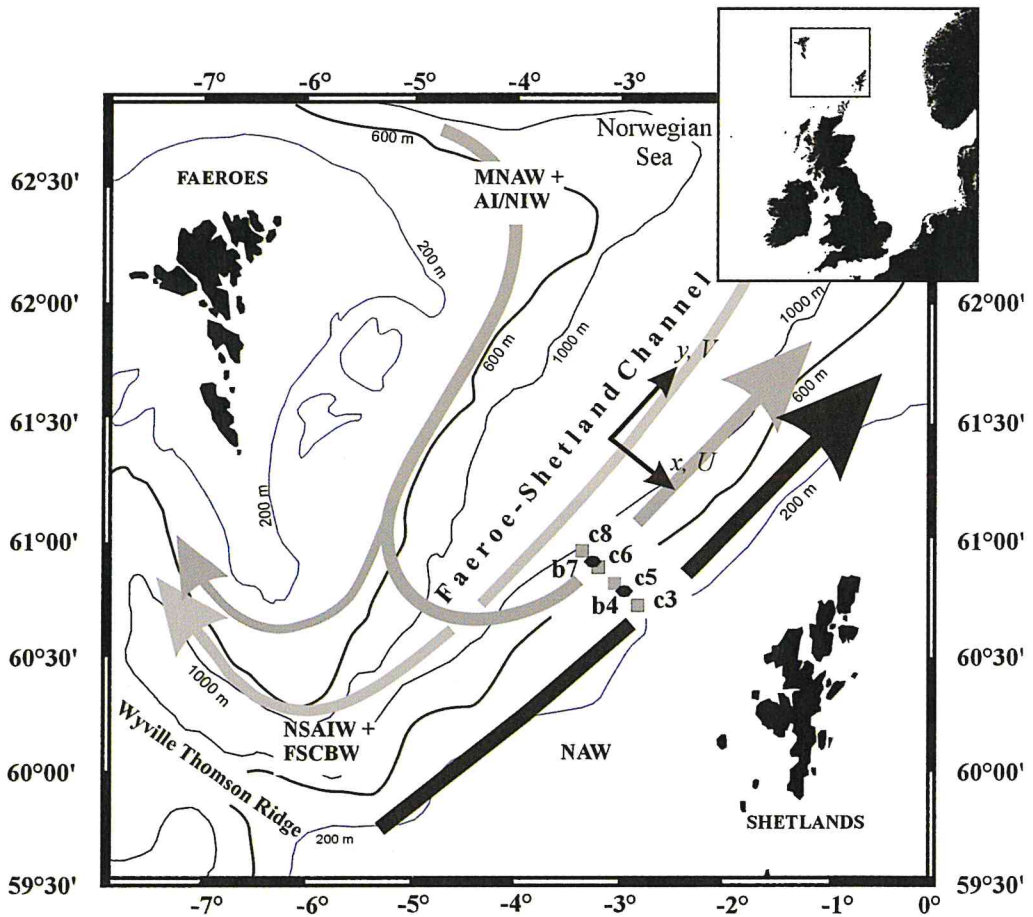 -7° -6° -5° -4° -3°
Norwegian
Sea
600 m
62°30'
FAEROES
MNAW +
AI/NIW
200 m
62°00'
62°00'
1000 m
600 m
1000 m
Faeroe-Shetland Channel
y, V
600 m
61°30'
61°30'
x, U
200 m
200 m
61°00'
61°00'
c8
c6
b7
c5
b4
c3
60°30'
60°30'
1000 m
NSAIW +
FSCBW
NAW
Wyville Thomson Ridge
60°00'
60°00'
SHETLANDS
200 m
59°30'
59°30'
-7° -6° -5° -4° -3° -2° -1° 0°